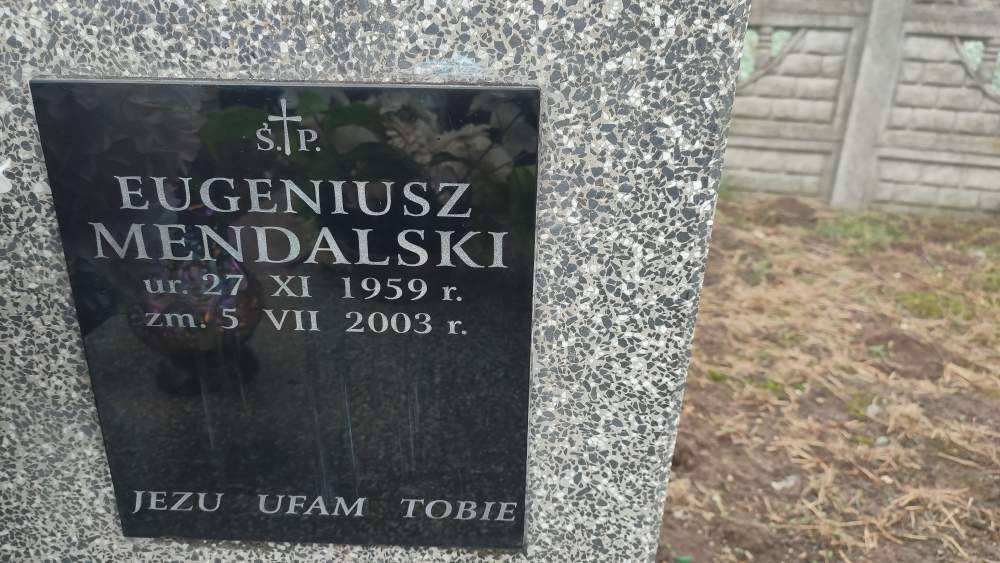 Ś.†P.
EUGENIUSZ
MENDALSKI
ur. 27 XI 1959 r.
zm. 5 VII 2003 r.
JEZU UFAM TOBIE